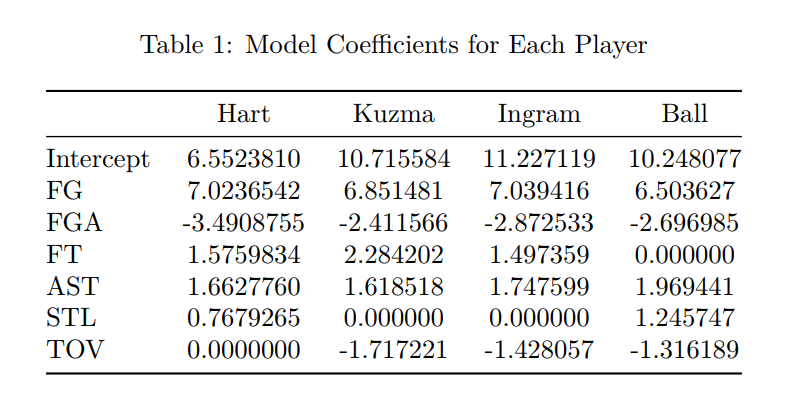 Table 1: Model Coefficients for Each Player
Hart Kuzma Ingram Ball
Intercept 6.5523810 10.715584 11.227119 10.248077
FG 7.0236542 6.851481 7.039416 6.503627
FGA -3.4908755 -2.411566 -2.872533 -2.696985
FT 1.5759834 2.284202 1.497359 0.000000
AST 1.6627760 1.618518 1.747599 1.969441
STL 0.7679265 0.000000 0.000000 1.245747
TOV 0.0000000 -1.717221 -1.428057 -1.316189